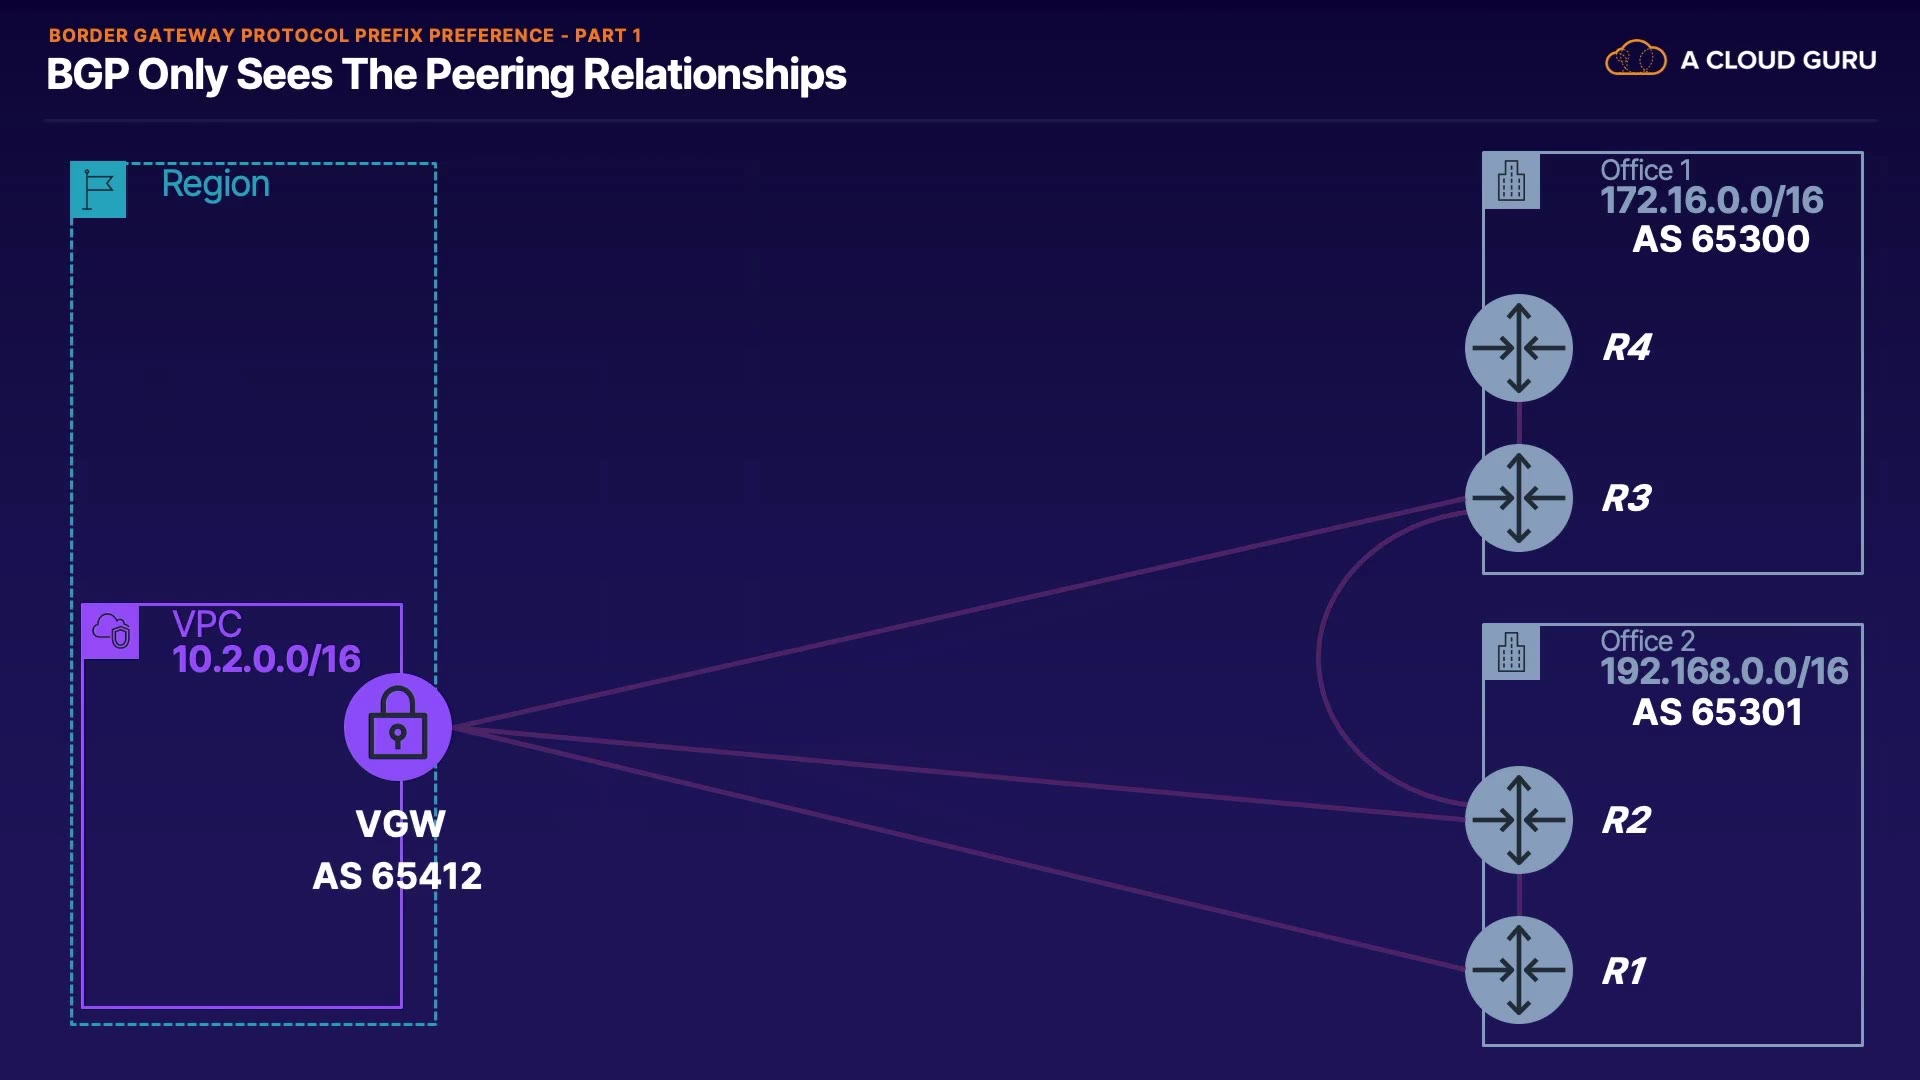 BORDER GATEWAY PROTOCOL PREFIX PREFERENCE - PART 1
BGP Only Sees The Peering Relationships
A CLOUD GURU
Region
VPC
10.2.0.0/16
VGW
AS 65412
Office 1
172.16.0.0/16
AS 65300
R4
R3
Office 2
192.168.0.0/16
AS 65301
R2
R1